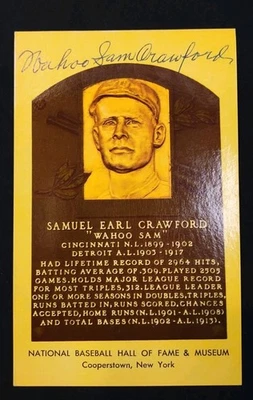 Wahoo Sam Crawford
SAMUEL EARL CRAWFORD
"WAHOO SAM"
CINCINNATI N.L. 1899-1902
DETROIT A.L. 1903-1917
HAD LIFETIME RECORD OF 2964 HITS,
BATTING AVERAGE OF .309. PLAYED 2505
GAMES. HOLDS MAJOR LEAGUE RECORD
FOR MOST TRIPLES, 312. LEAGUE LEADER
ONE OR MORE SEASONS IN DOUBLES, TRIPLES,
RUNS BATTED IN, RUNS SCORED, CHANCES
ACCEPTED, HOME RUNS (N.L. 1901-A.L. 1908)
AND TOTAL BASES (N.L. 1902-A.L. 1913).
NATIONAL BASEBALL HALL OF FAME & MUSEUM
Cooperstown, New York